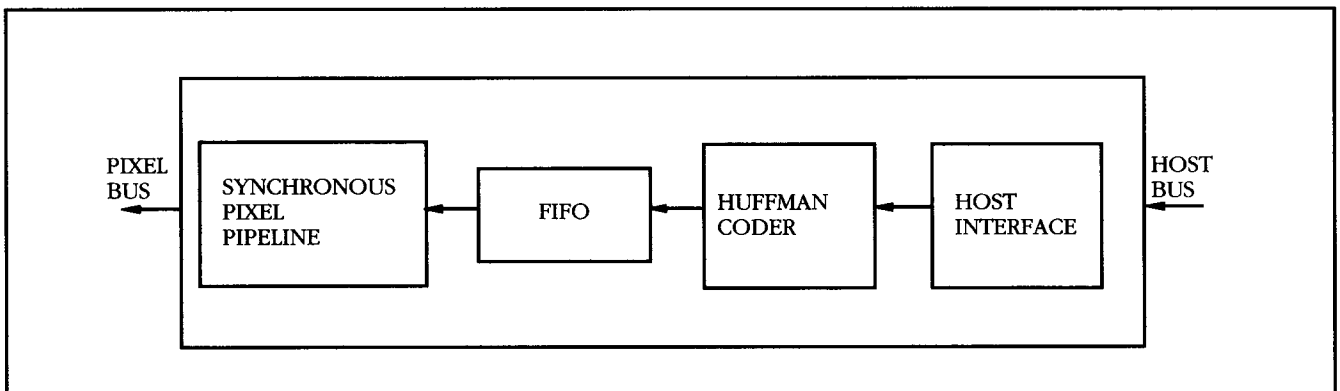 PIXEL
BUS
SYNCHRONOUS
PIXEL
PIPELINE
FIFO
HUFFMAN
CODER
HOST
INTERFACE
HOST
BUS